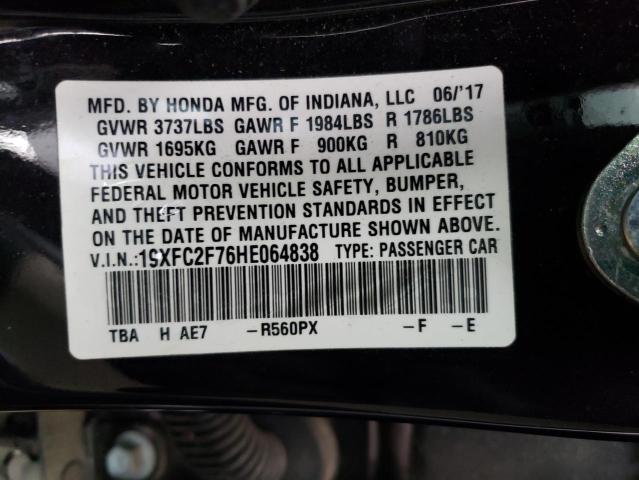 MFD. BY HONDA MFG. OF INDIANA, LLC 06/'17
GVWR 3737LBS GAWR F 1984LBS R 1786LBS
GVWR 1695KG GAWR F 900KG R 810KG
THIS VEHICLE CONFORMS TO ALL APPLICABLE
FEDERAL MOTOR VEHICLE SAFETY, BUMPER,
AND THEFT PREVENTION STANDARDS IN EFFECT
ON THE DATE OF MANUFACTURE SHOWN ABOVE.
V.I.N.:19XFC2F76HE064838 TYPE: PASSENGER CAR
TBA H AE7 -R560PX -F -E